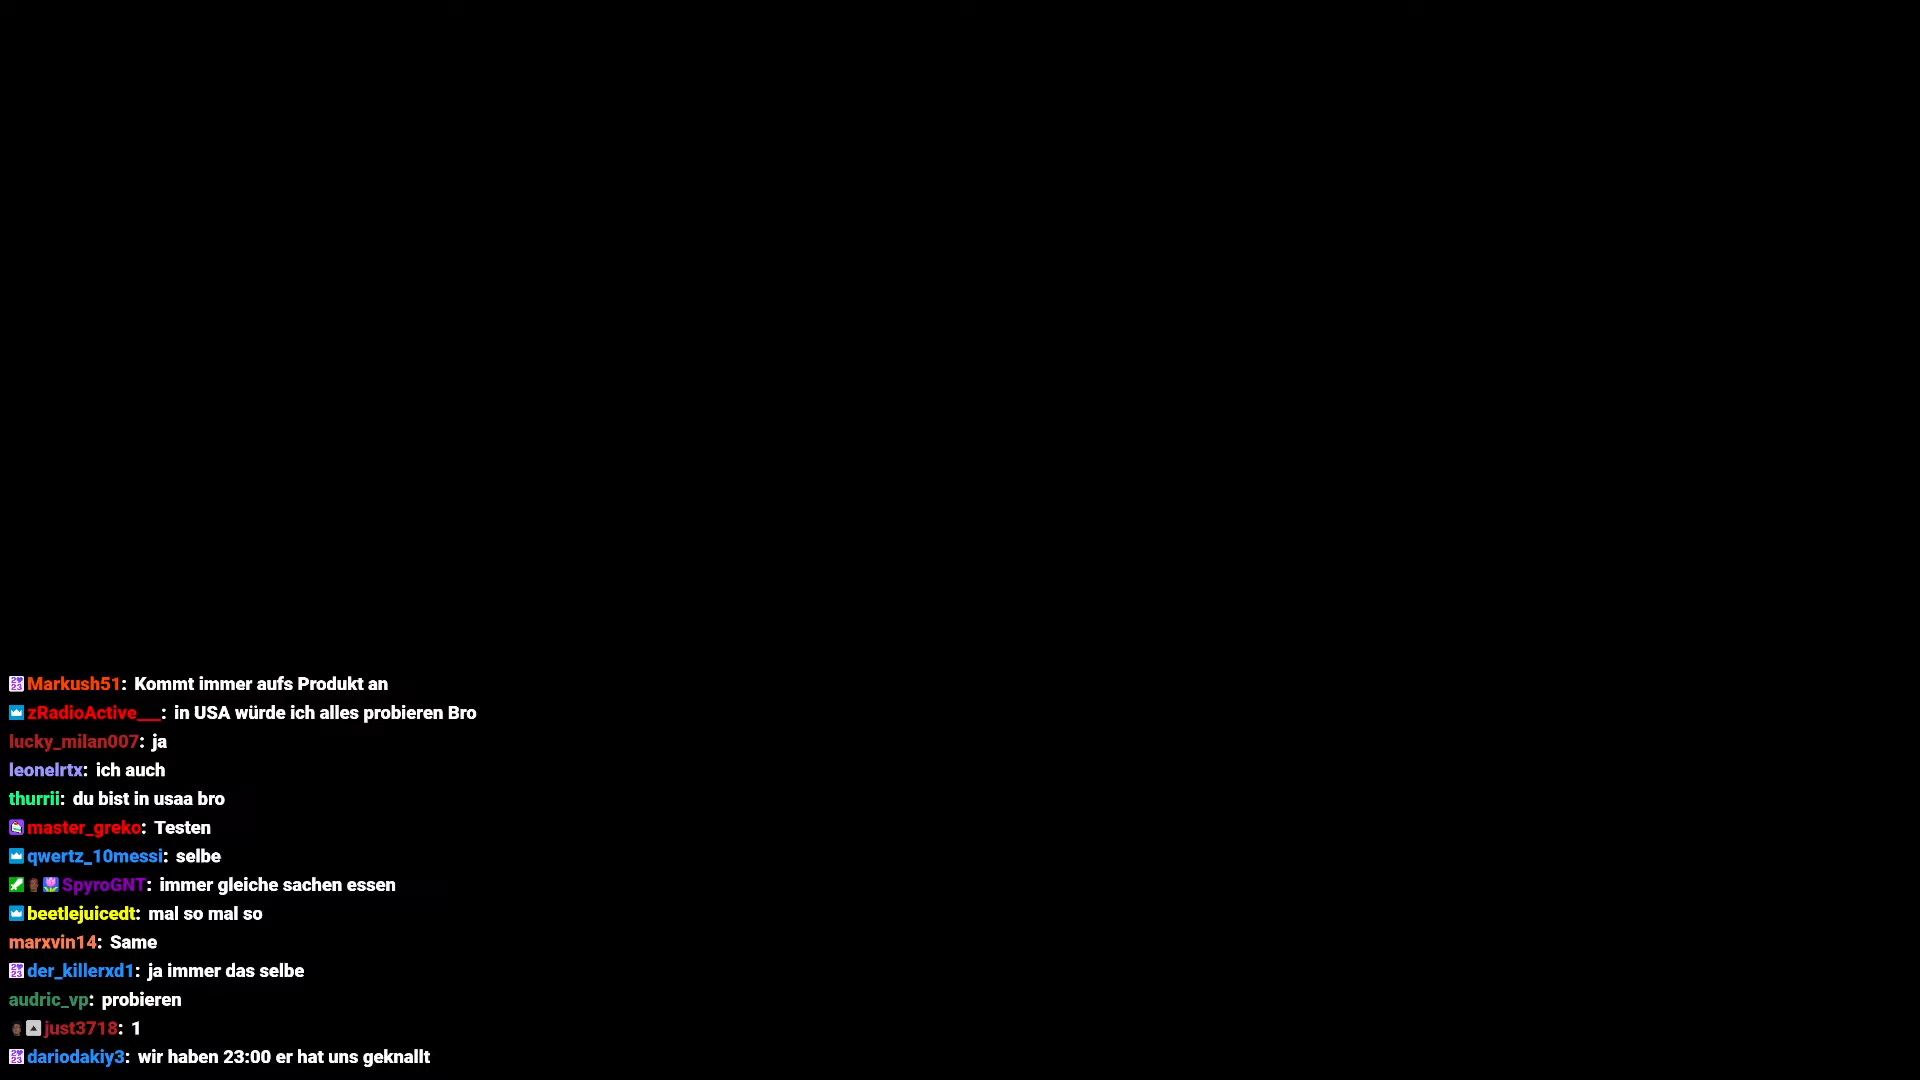 Markush51: Kommt immer aufs Produkt an
zRadioActive__: in USA würde ich alles probieren Bro
lucky_milan007: ja
leonelrtx: ich auch
thurrii: du bist in usaa bro
master_greko: Testen
qwertz_10messi: selbe
SpyroGNT: immer gleiche sachen essen
beetlejuicedt: mal so mal so
marxvin14: Same
der_killerxd1: ja immer das selbe
audric_vp: probieren
just3718: 1
dariodakiy3: wir haben 23:00 er hat uns geknallt